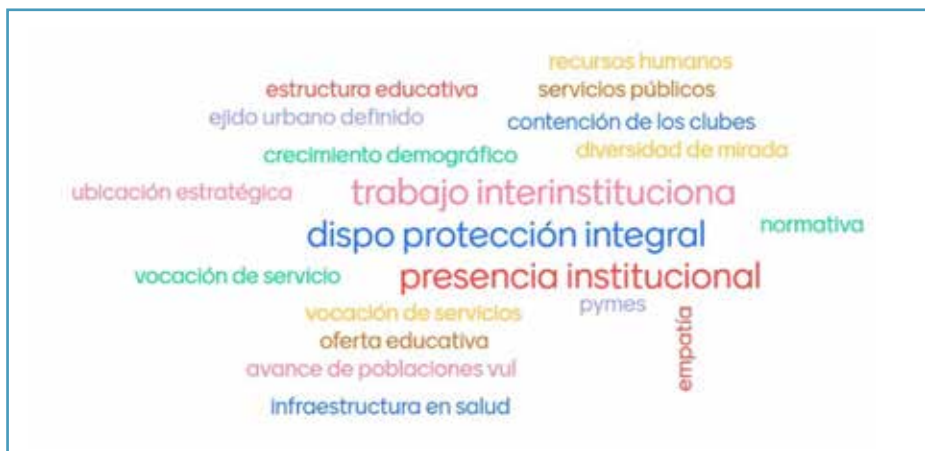 recursos humanos
estructura educativa
servicios públicos
ejido urbano definido
contención de los clubes
crecimiento demográfico
diversidad de mirada
ubicación estratégica
trabajo interinstituciona
normativa
dispo protección integral
vocación de servicio
presencia institucional
vocación de servicios
pymes
empatía
oferta educativa
avance de poblaciones vul
infraestructura en salud